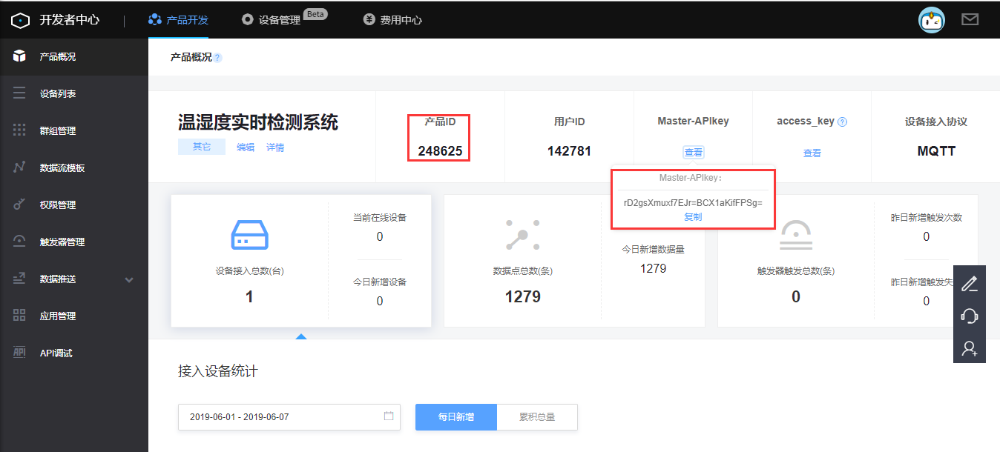 开发者中心
产品开发
设备管理
Beta
¥ 费用中心
产品概况
设备列表
群组管理
数据流模板
权限管理
触发器管理
数据推送
应用管理
API API调试
产品概况 ?
温湿度实时检测系统
其它 编辑 详情
产品ID
248625
用户ID
142781
Master-APIkey
查看
access_key ?
查看
设备接入协议
MQTT
Master-APIkey:
rD2gsXmuxf7EJr=BCX1aKifFPSg=
复制
设备接入总数(台)
1
当前在线设备
0
今日新增设备
0
数据点总数(条)
1279
今日新增数据量
1279
触发器触发总数(条)
0
昨日新增触发次数
0
昨日新增触发失
0
接入设备统计
2019-06-01 - 2019-06-07
每日新增
累积总量